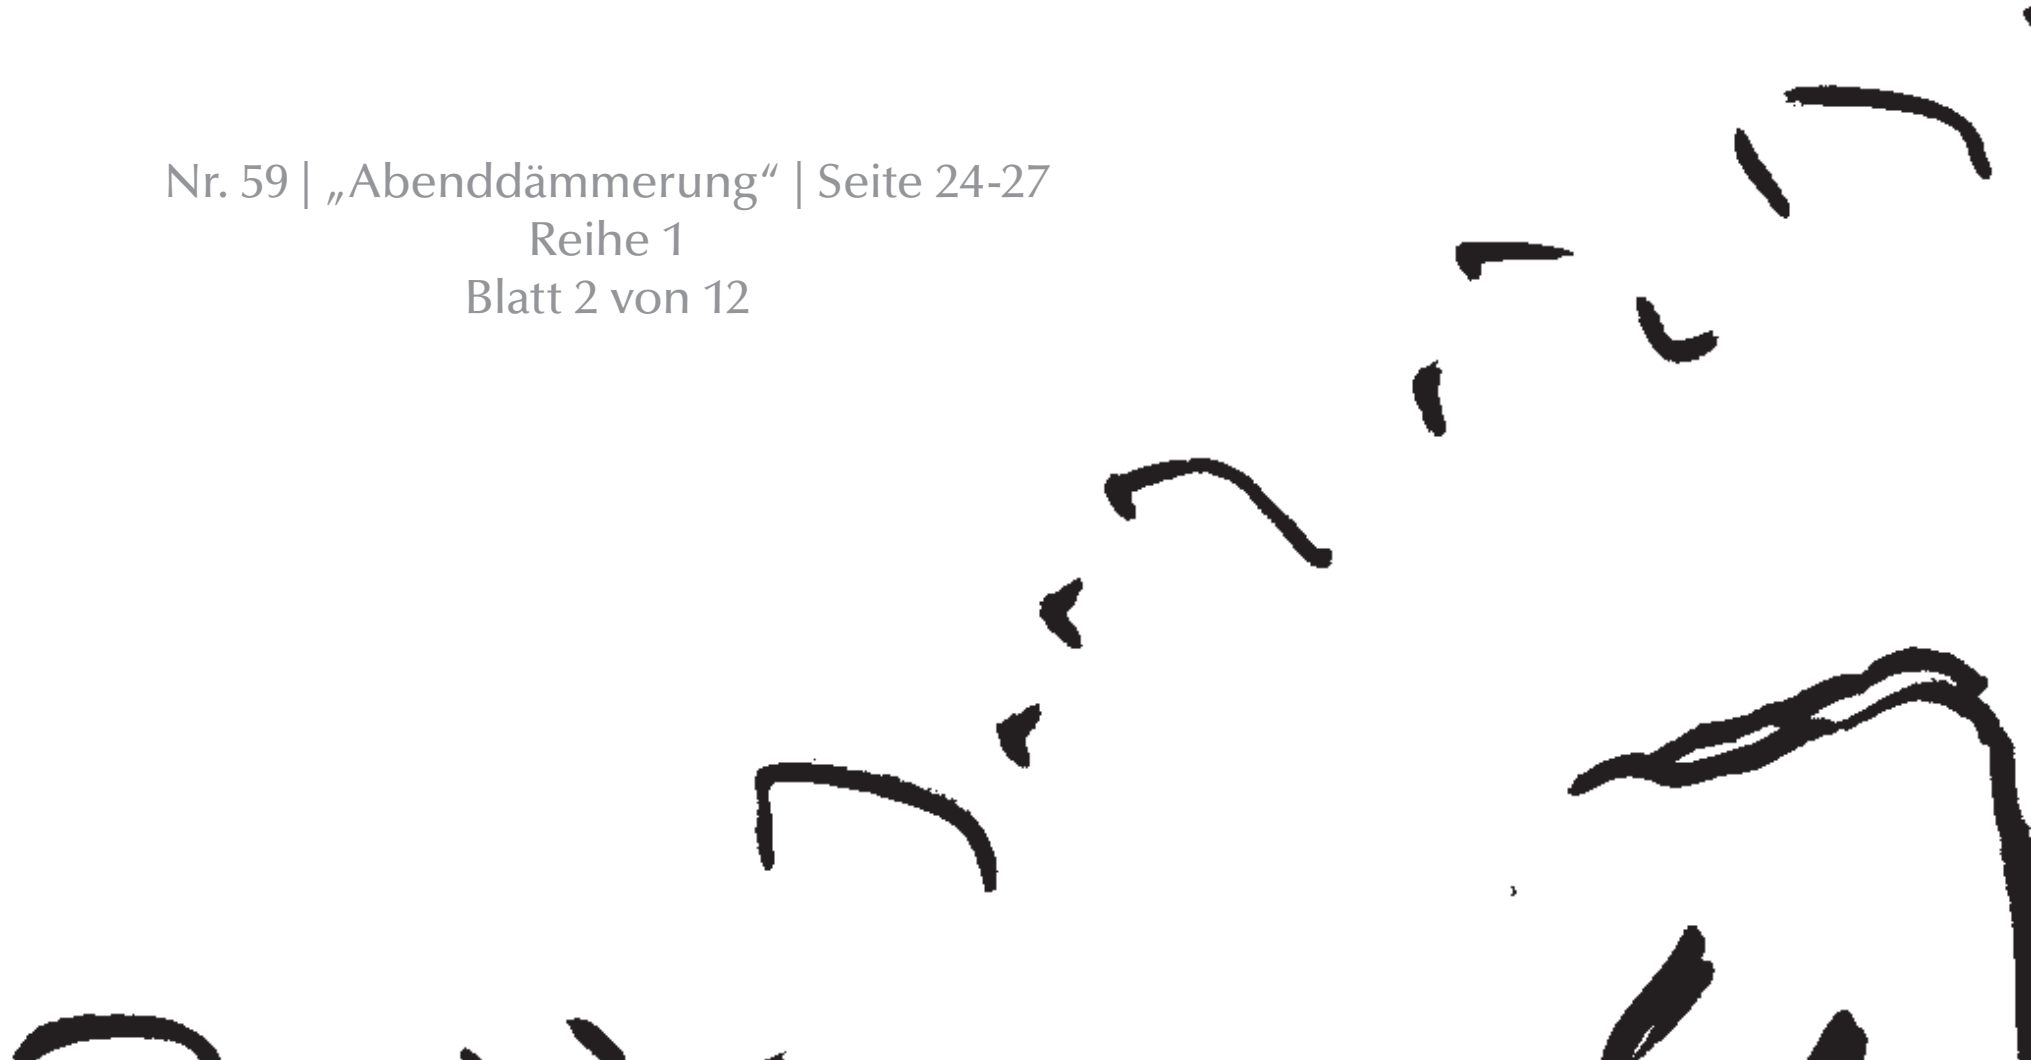 Nr. 59 | „Abenddämmerung“ | Seite 24-27
Reihe 1
Blatt 2 von 12